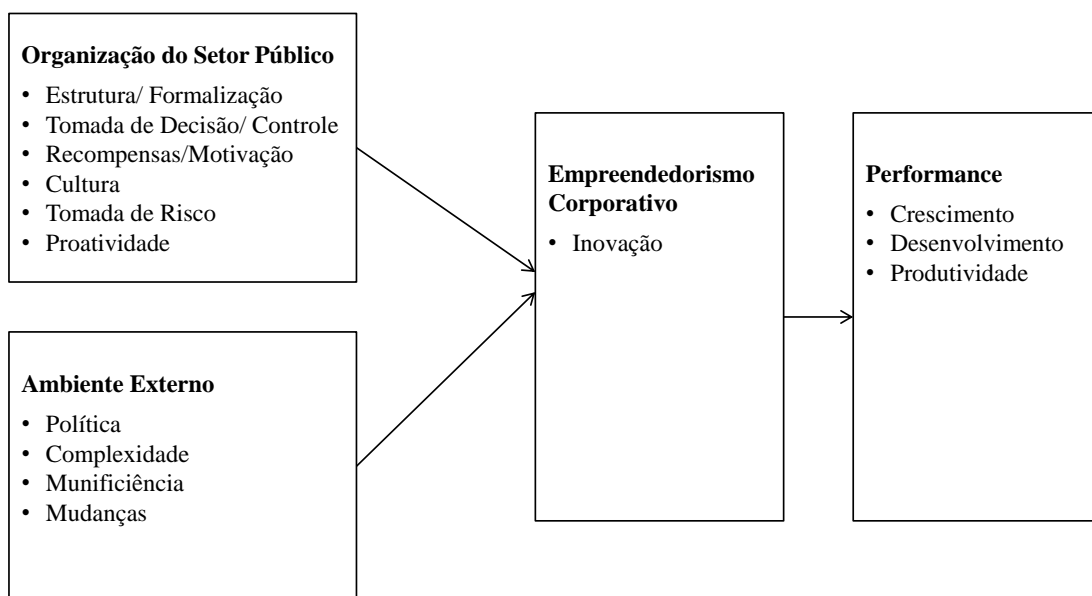 Organização do Setor Público
• Estrutura/ Formalização
• Tomada de Decisão/ Controle
• Recompensas/Motivação
• Cultura
• Tomada de Risco
• Proatividade
Ambiente Externo
• Política
• Complexidade
• Munificiência
• Mudanças
Empreendedorismo
Corporativo
• Inovação
Performance
• Crescimento
• Desenvolvimento
• Produtividade